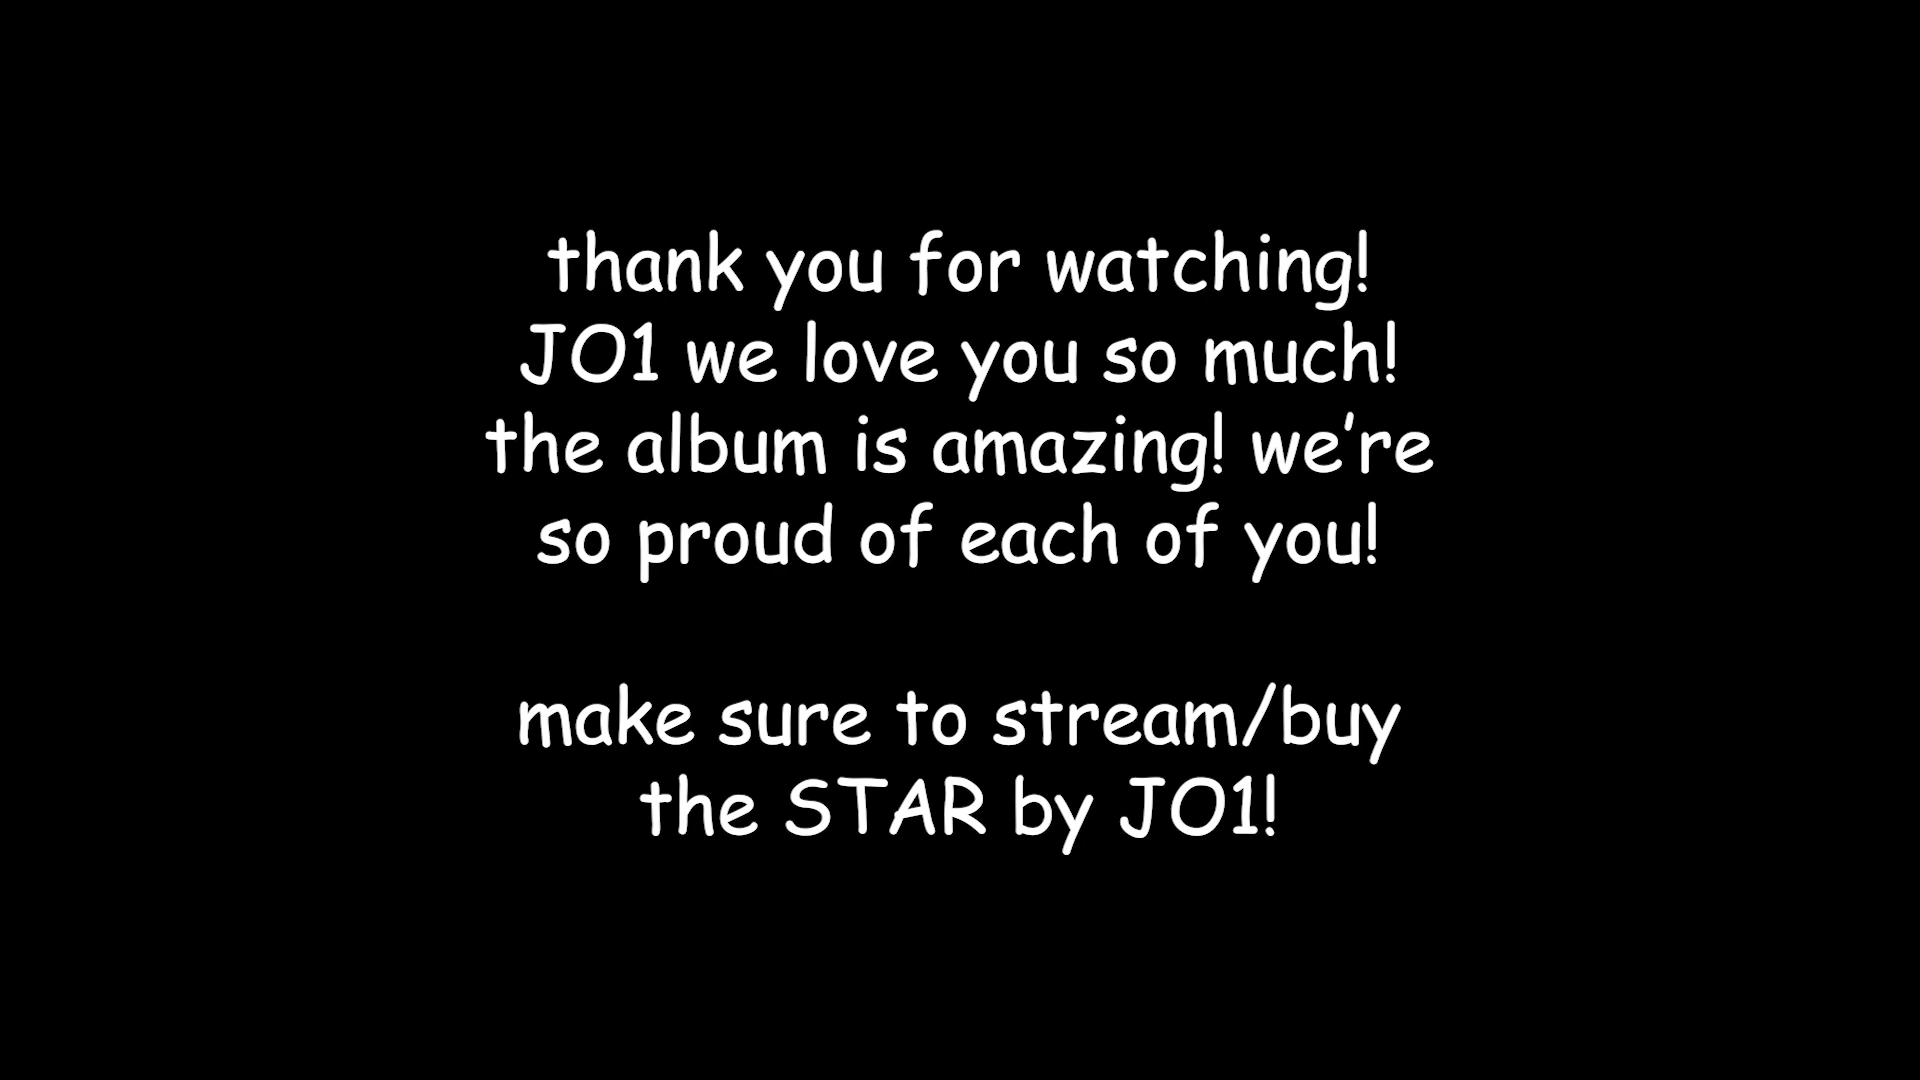 thank you for watching!
JO1 we love you so much!
the album is amazing! we’re
so proud of each of you!
make sure to stream/buy
the STAR by JO1!